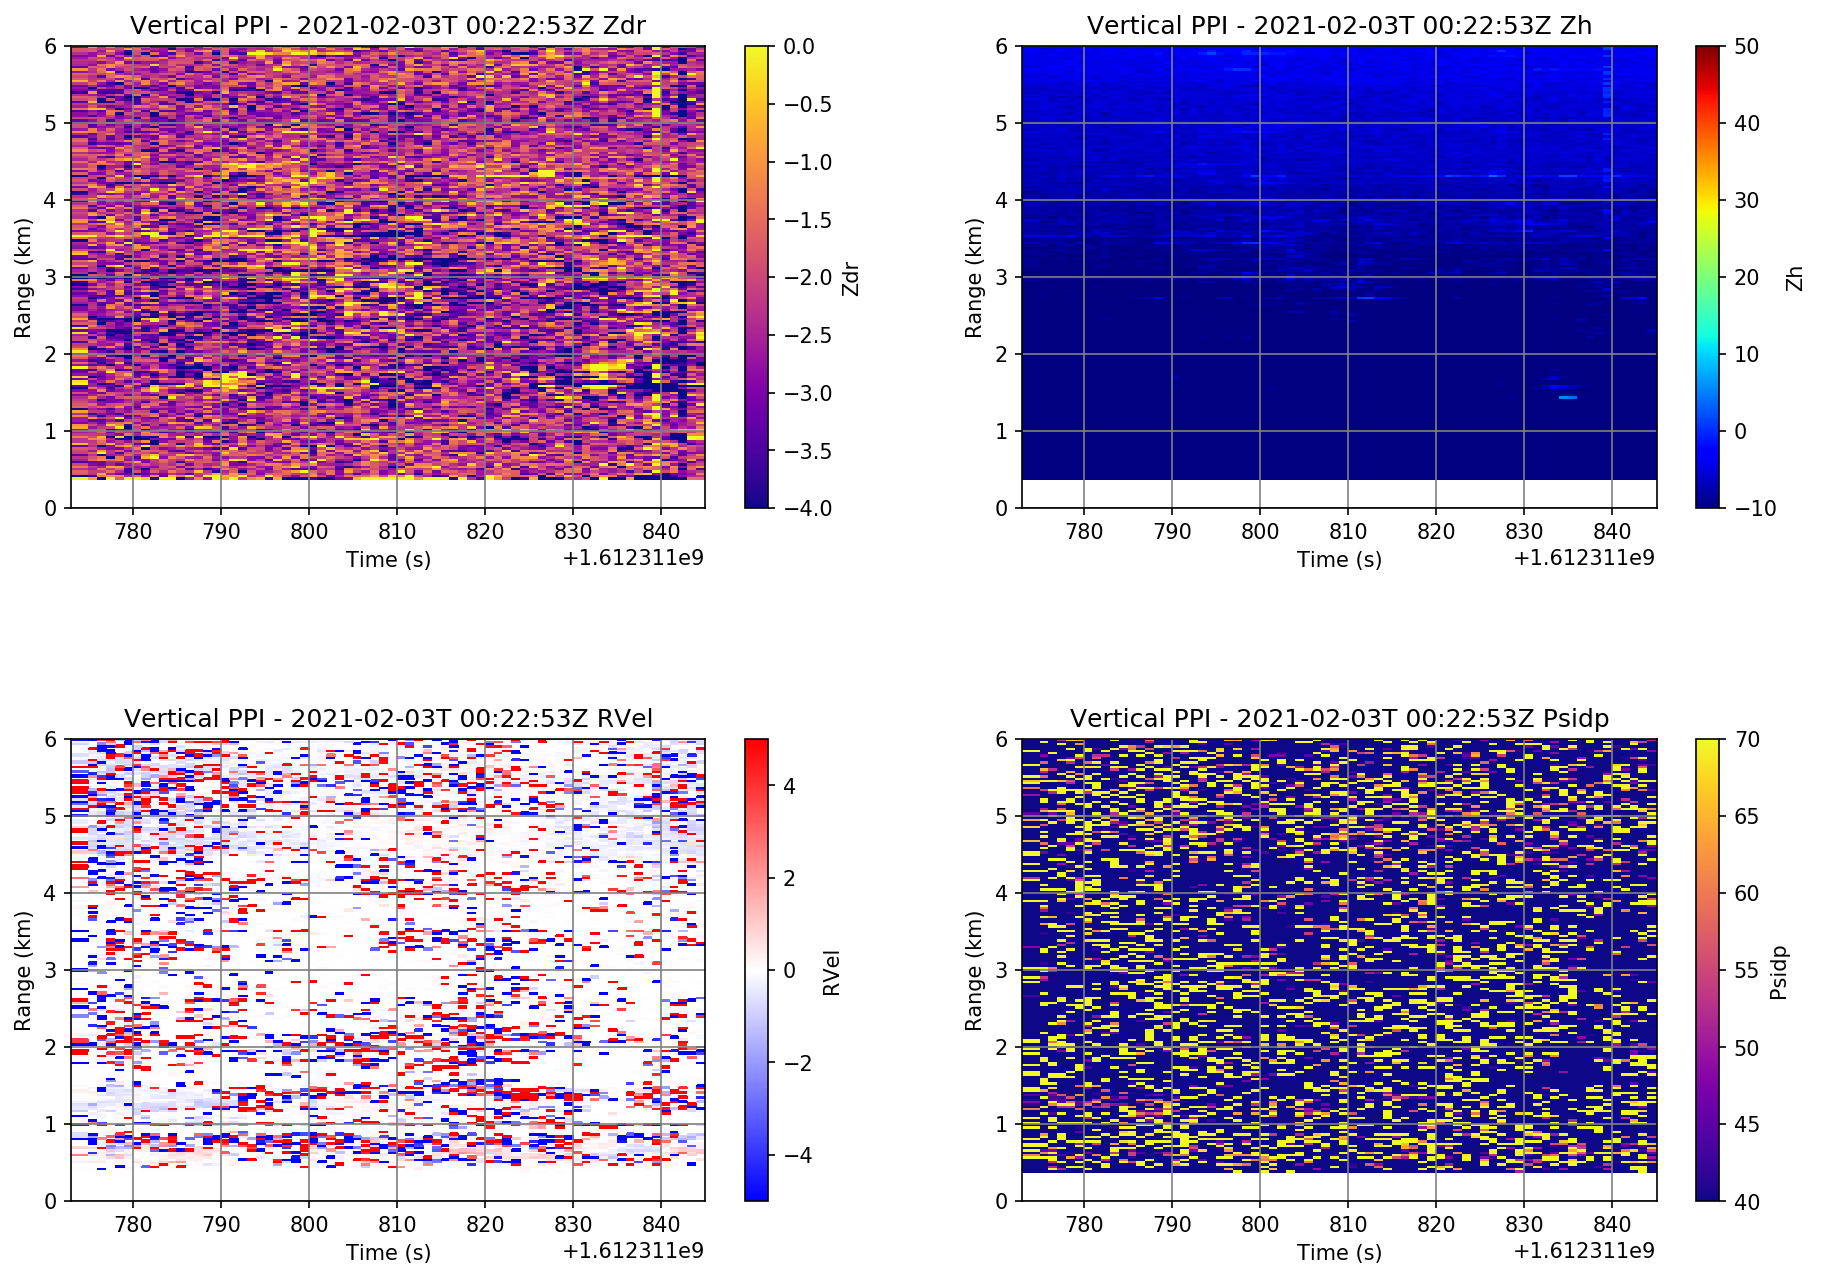 Vertical PPI - 2021-02-03T 00:22:53Z Zdr
6
5
4
3
2
1
0
Range (km)
780 790 800 810 820 830 840
Time (s)
+1.612311e9
0.0
−0.5
−1.0
−1.5
−2.0
−2.5
−3.0
−3.5
−4.0
Zdr
Vertical PPI - 2021-02-03T 00:22:53Z Zh
6
5
4
3
2
1
0
Range (km)
780 790 800 810 820 830 840
Time (s)
+1.612311e9
50
40
30
20
10
0
−10
Zh
Vertical PPI - 2021-02-03T 00:22:53Z RVel
6
5
4
3
2
1
0
Range (km)
780 790 800 810 820 830 840
Time (s)
+1.612311e9
4
2
0
−2
−4
RVel
Vertical PPI - 2021-02-03T 00:22:53Z Psidp
6
5
4
3
2
1
0
Range (km)
780 790 800 810 820 830 840
Time (s)
+1.612311e9
70
65
60
55
50
45
40
Psidp